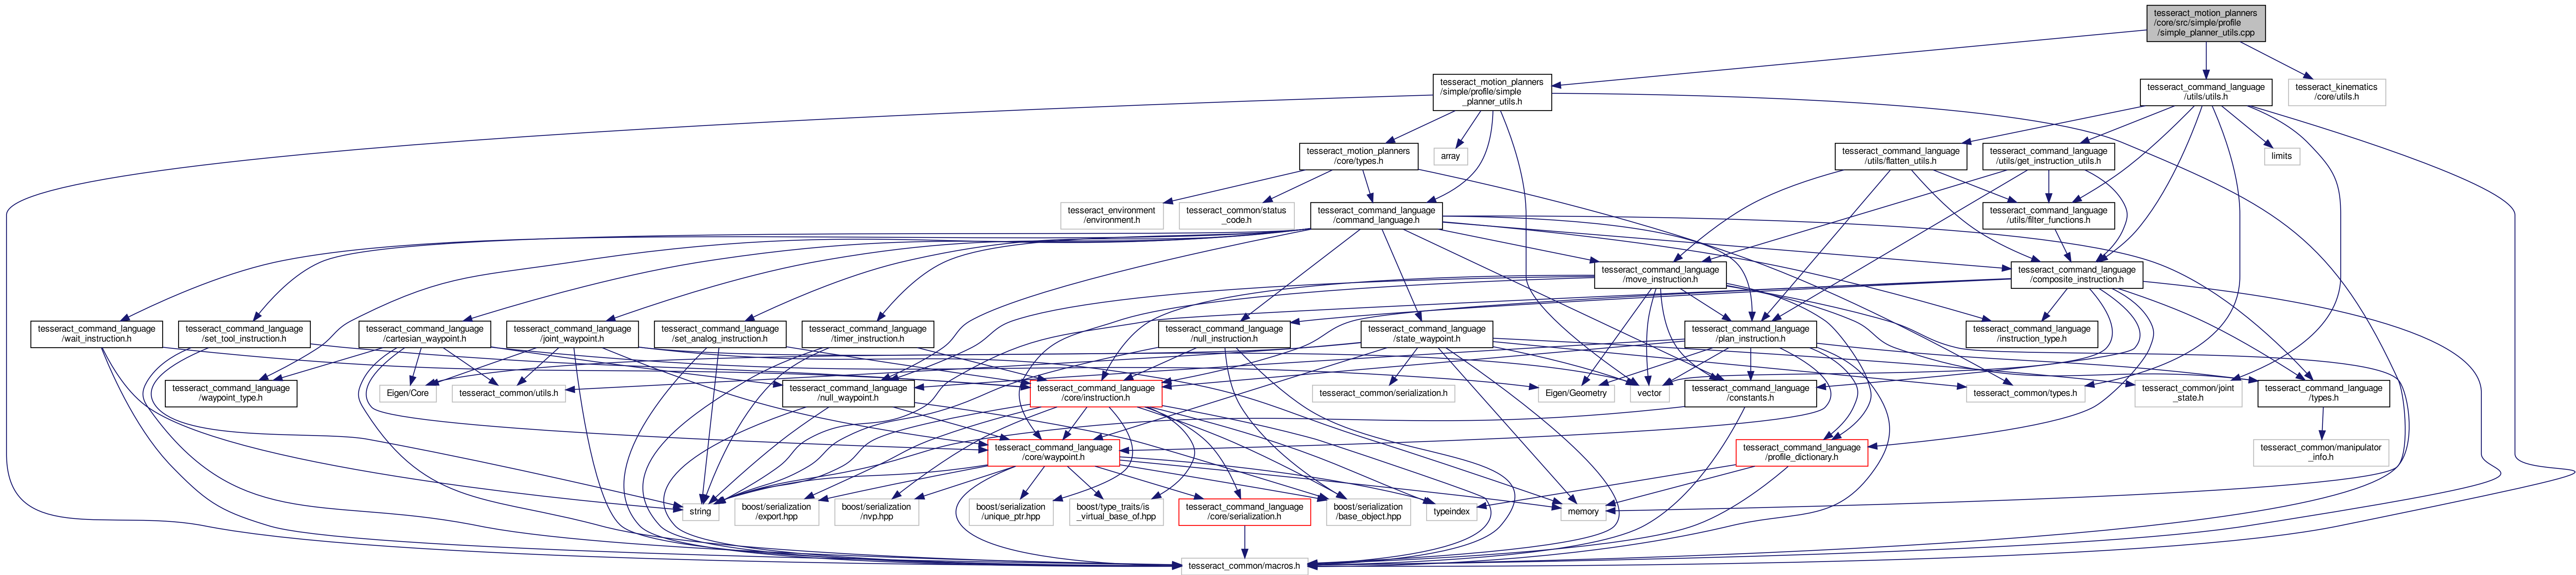 tesseract_motion_planners
/core/src/simple/profile
/simple_planner_utils.cpp
tesseract_motion_planners
/simple/profile/simple
_planner_utils.h
tesseract_command_language
/utils/utils.h
tesseract_kinematics
/core/utils.h
tesseract_motion_planners
/core/types.h
array
tesseract_command_language
/utils/flatten_utils.h
tesseract_command_language
/utils/get_instruction_utils.h
limits
tesseract_environment
/environment.h
tesseract_common/status
_code.h
tesseract_command_language
/command_language.h
tesseract_command_language
/utils/filter_functions.h
tesseract_command_language
/move_instruction.h
tesseract_command_language
/composite_instruction.h
tesseract_command_language
/wait_instruction.h
tesseract_command_language
/set_tool_instruction.h
tesseract_command_language
/cartesian_waypoint.h
tesseract_command_language
/joint_waypoint.h
tesseract_command_language
/set_analog_instruction.h
tesseract_command_language
/timer_instruction.h
tesseract_command_language
/null_instruction.h
tesseract_command_language
/state_waypoint.h
tesseract_command_language
/plan_instruction.h
tesseract_command_language
/instruction_type.h
tesseract_command_language
/waypoint_type.h
Eigen/Core
tesseract_common/utils.h
tesseract_command_language
/null_waypoint.h
tesseract_command_language
/core/instruction.h
tesseract_common/serialization.h
Eigen/Geometry
vector
tesseract_command_language
/constants.h
tesseract_common/types.h
tesseract_common/joint
_state.h
tesseract_command_language
/types.h
tesseract_command_language
/core/waypoint.h
tesseract_command_language
/profile_dictionary.h
tesseract_common/manipulator
_info.h
string
boost/serialization
/export.hpp
boost/serialization
/nvp.hpp
boost/serialization
/unique_ptr.hpp
boost/type_traits/is
_virtual_base_of.hpp
tesseract_command_language
/core/serialization.h
boost/serialization
/base_object.hpp
typeindex
memory
tesseract_common/macros.h